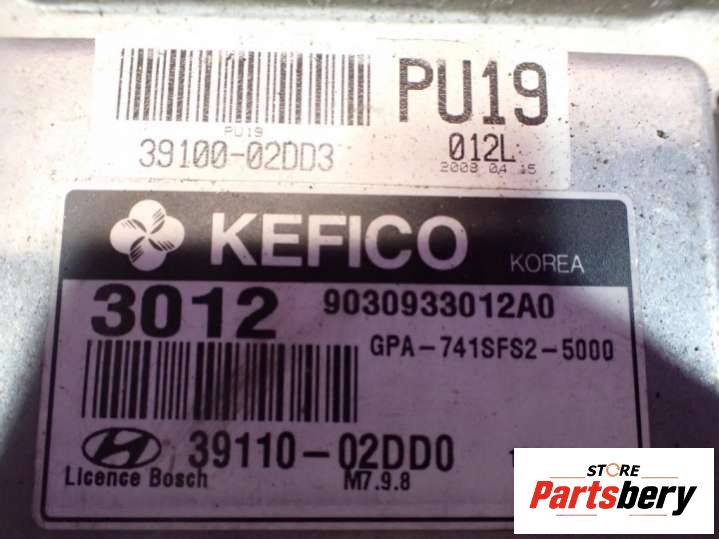 PU19
PU19
39100-02DD3
012L
2008 04 15
KEFICO KOREA
3012 9030933012A0
GPA-741SFS2-5000
39110-02DD0
Licence Bosch M7.9.8
STORE
Partsbery